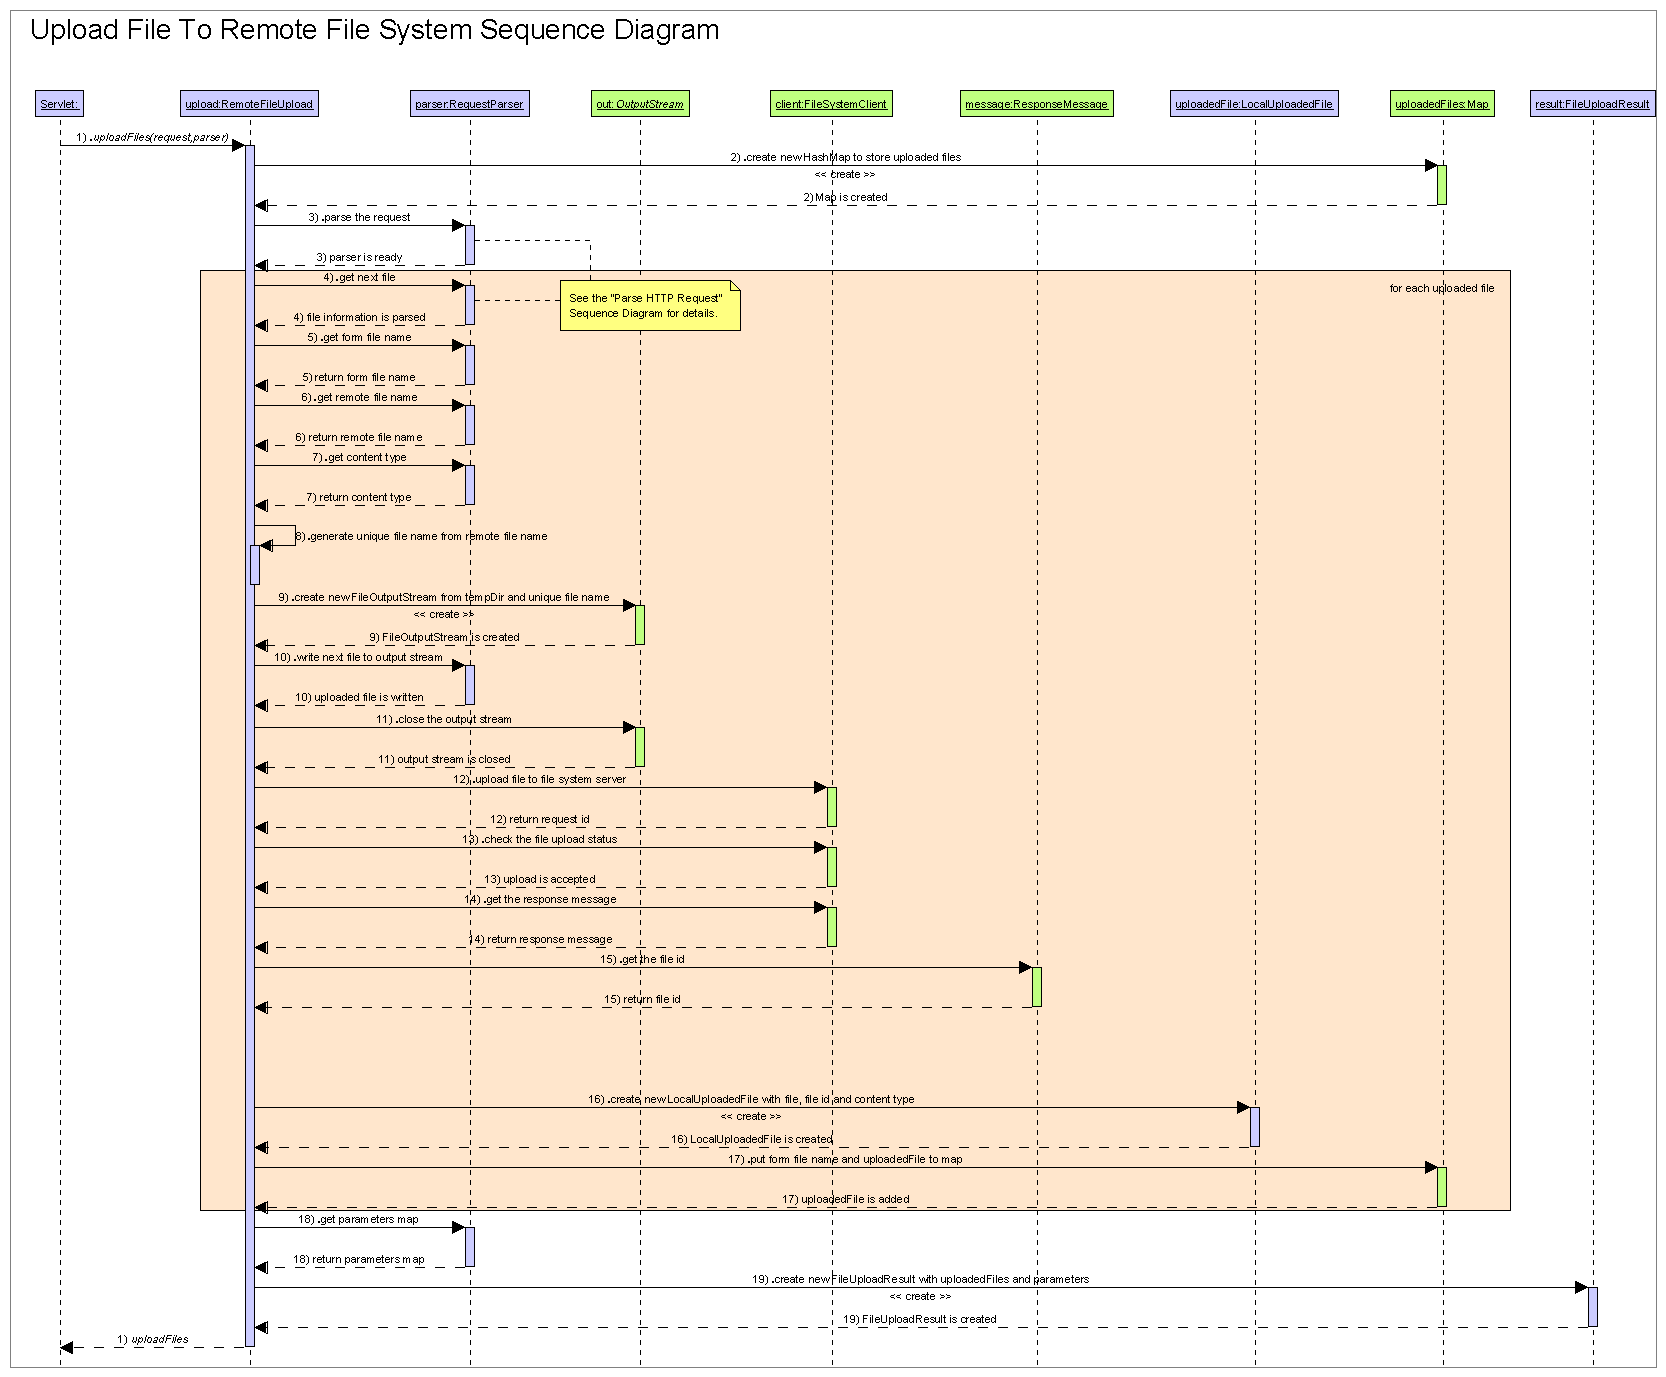 Upload File To Remote File System Sequence Diagram
Servlet:
upload:RemoteFileUpload
parser:RequestParser
out: OutputStream
client:FileSystemClient
message:ResponseMessage
uploadedFile:LocalUploadedFile
uploadedFiles:Map
result:FileUploadResult
1) .uploadFiles(request,parser)
2) .create new HashMap to store uploaded files
<< create >>
2) Map is created
3) .parse the request
3) parser is ready
4) .get next file
for each uploaded file
See the "Parse HTTP Request"
Sequence Diagram for details.
4) file information is parsed
5) .get form file name
5) return form file name
6) .get remote file name
6) return remote file name
7) .get content type
7) return content type
8) .generate unique file name from remote file name
9) .create new FileOutputStream from tempDir and unique file name
<< create >>
9) FileOutputStream is created
10) .write next file to output stream
10) uploaded file is written
11) .close the output stream
11) output stream is closed
12) .upload file to file system server
12) return request id
13) .check the file upload status
13) upload is accepted
14) .get the response message
14) return response message
15) .get the file id
15) return file id
16) .create new LocalUploadedFile with file, file id and content type
<< create >>
16) LocalUploadedFile is created
17) .put form file name and uploadedFile to map
17) uploadedFile is added
18) .get parameters map
18) return parameters map
19) .create new FileUploadResult with uploadedFiles and parameters
<< create >>
19) FileUploadResult is created
1) uploadFiles